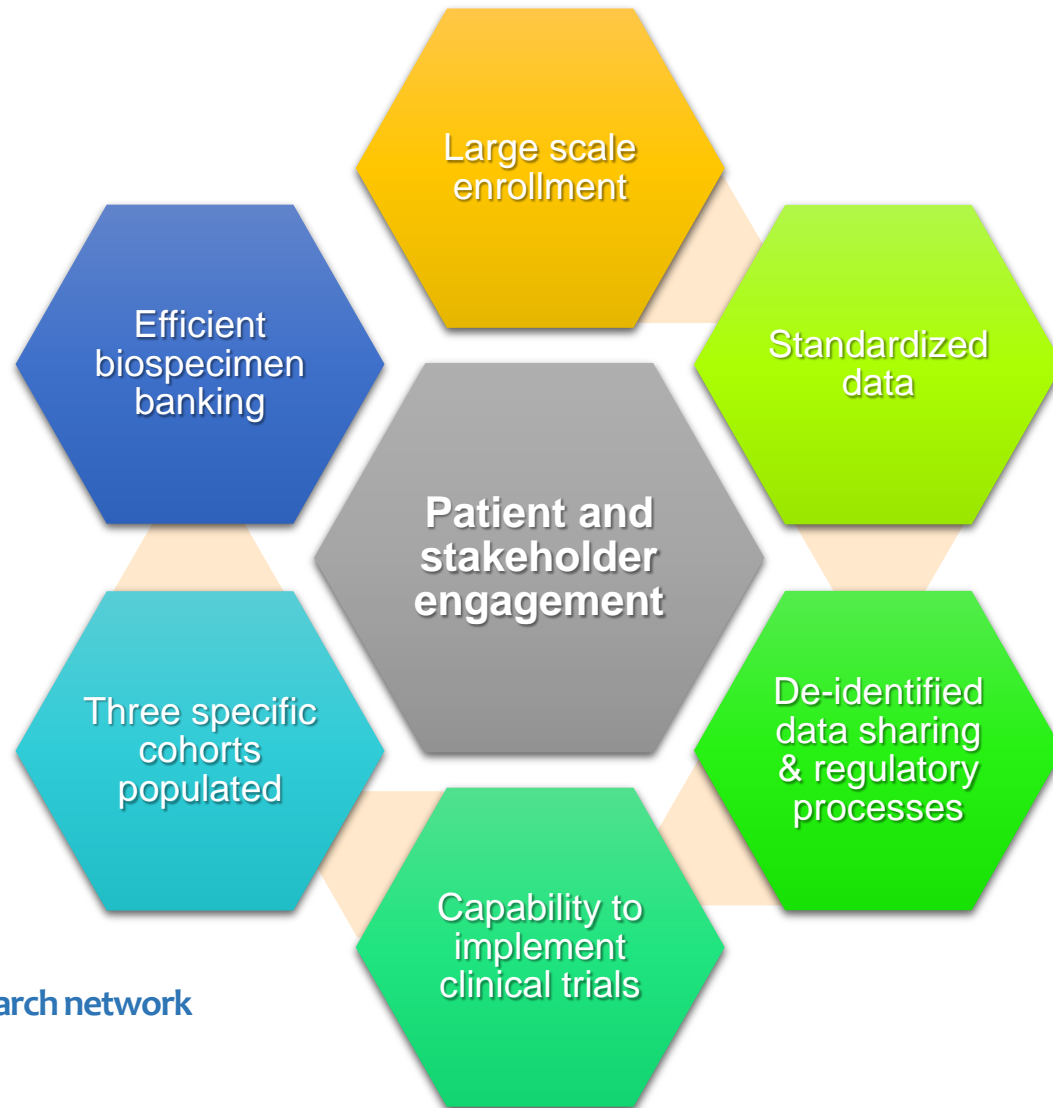 Large scale
enrollment
Efficient
biospecimen
banking
Standardized
data
Patient and
stakeholder
engagement
Three specific
cohorts
populated
De-identified
data sharing
& regulatory
processes
Capability to
implement
clinical trials
network